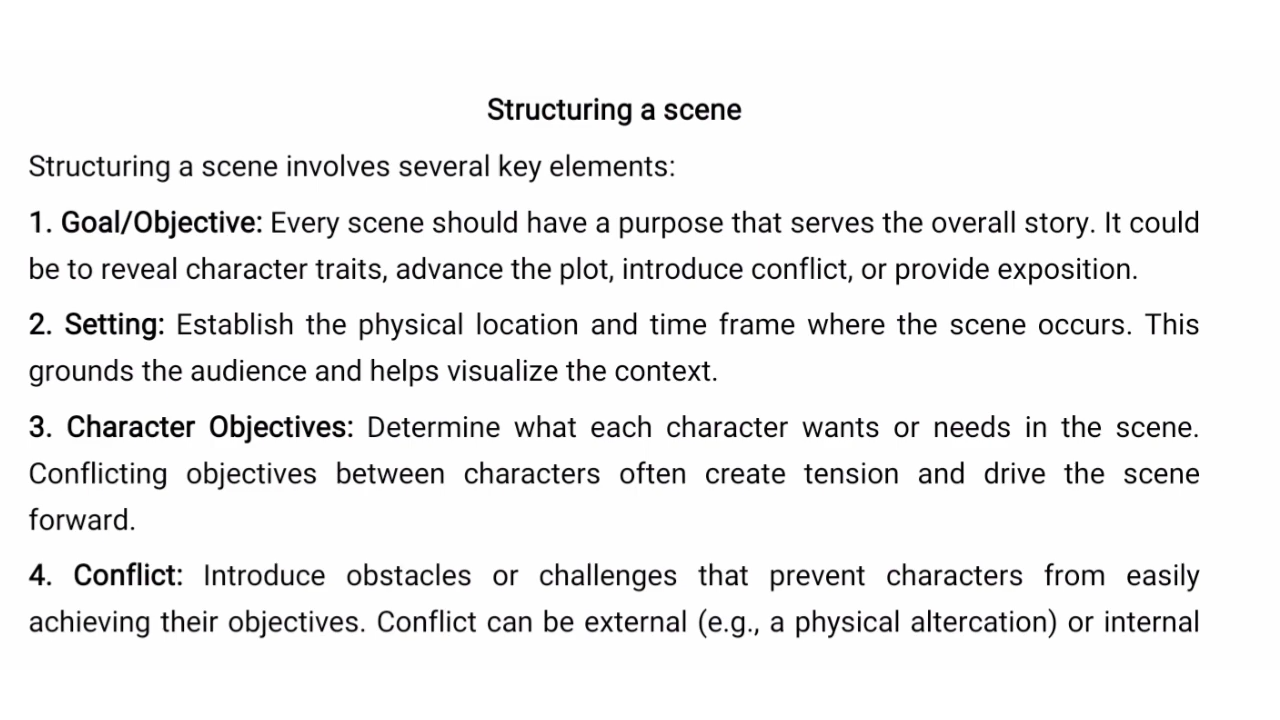 Structuring a scene
Structuring a scene involves several key elements:
1. Goal/Objective: Every scene should have a purpose that serves the overall story. It could
be to reveal character traits, advance the plot, introduce conflict, or provide exposition.
2. Setting: Establish the physical location and time frame where the scene occurs. This
grounds the audience and helps visualize the context.
3. Character Objectives: Determine what each character wants or needs in the scene.
Conflicting objectives between characters often create tension and drive the scene
forward.
4. Conflict: Introduce obstacles or challenges that prevent characters from easily
achieving their objectives. Conflict can be external (e.g., a physical altercation) or internal